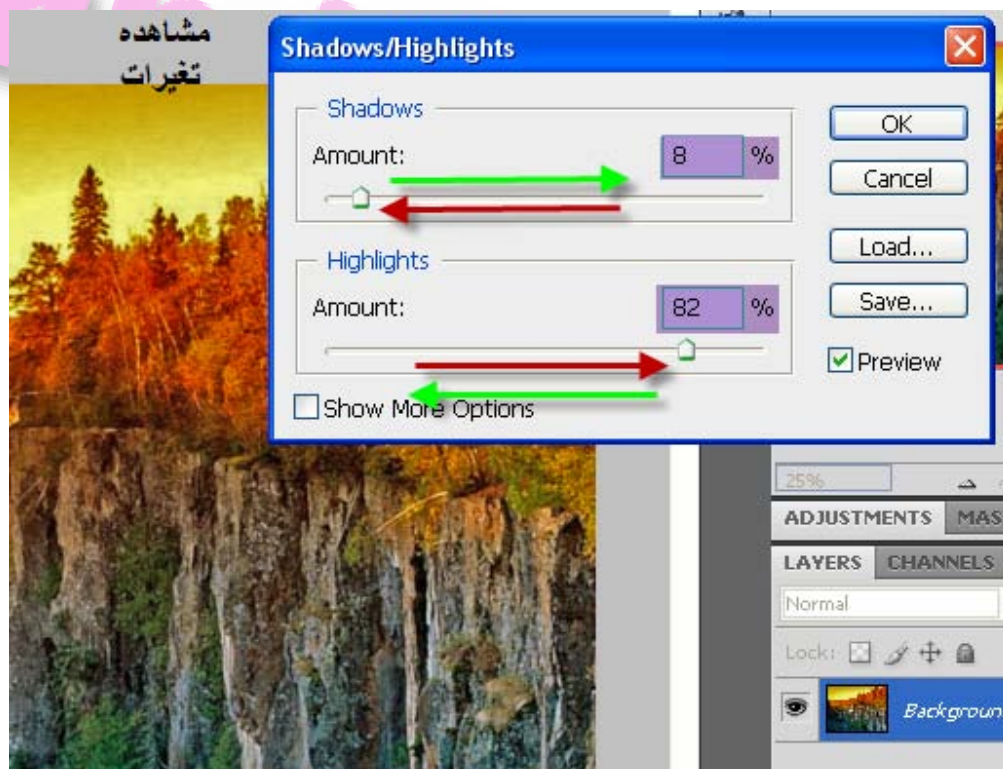 مشاهده
تغیرات
Shadows/Highlights
Shadows
Amount: 8 %
Highlights
Amount: 82 %
Show More Options
OK
Cancel
Load...
Save...
Preview
25%
ADJUSTMENTS MAS
LAYERS CHANNELS
Normal
Lock:
Backgroun